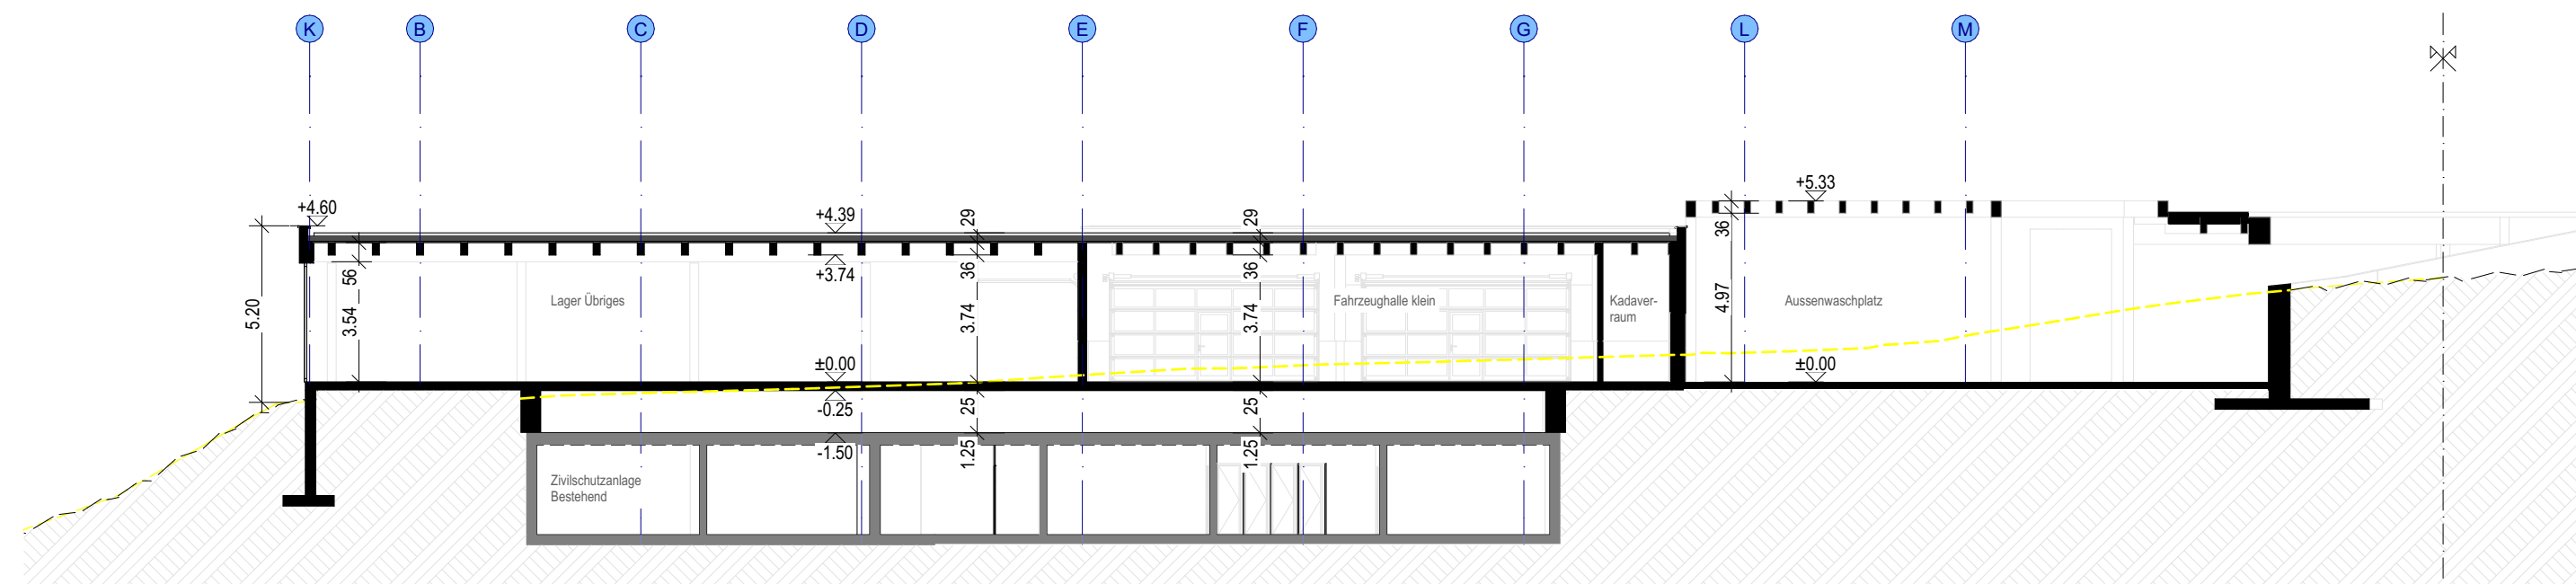 K B C D E F G L M
+5.33
+4.60
+4.39
29
29
36
56
+3.74
36
36
5.20
3.54
Lager Übriges
3.74
3.74
Fahrzeughalle klein
Kadaver-
raum
4.97
Aussenwaschplatz
±0.00
±0.00
-0.25
25
25
-1.50
1.25
1.25
Zivilschutzanlage
Bestehend